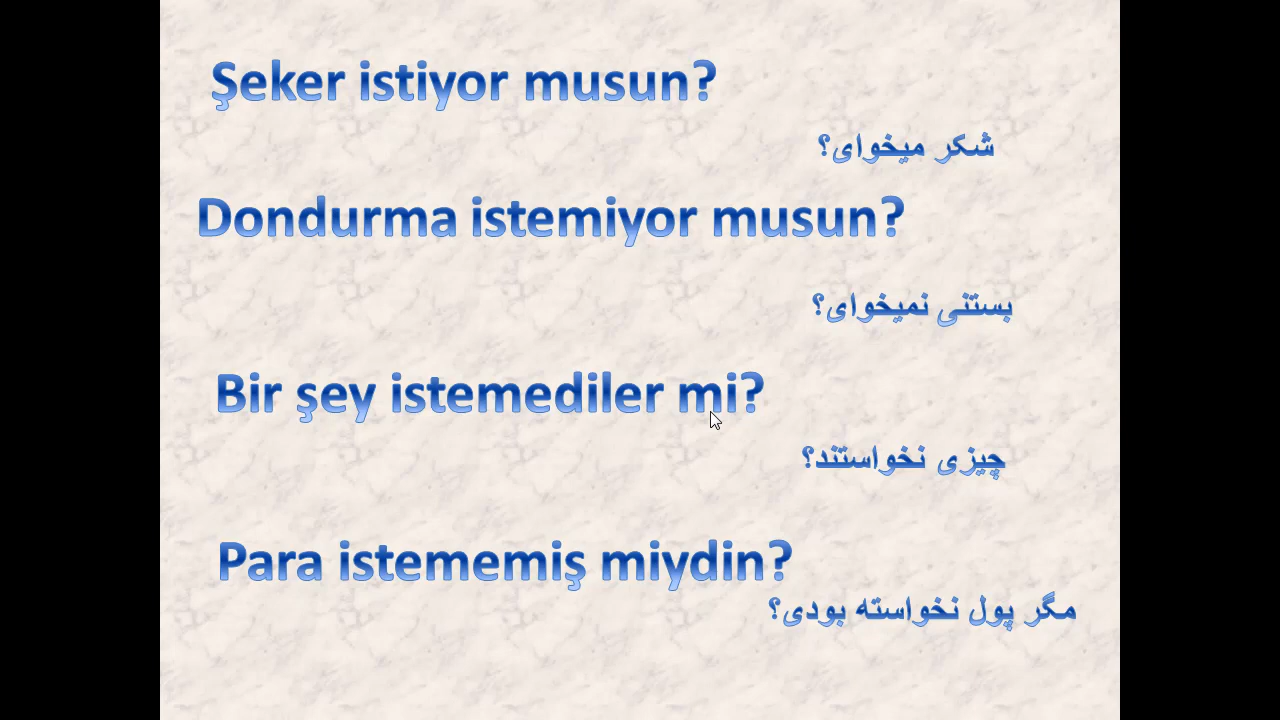 Şeker istiyor musun?
شکر میخوای؟
Dondurma istemiyor musun?
بستنی نمیخوای؟
Bir şey istemediler mi?
چیزی نخواستند؟
Para istememiş miydin?
مگر پول نخواسته بودی؟